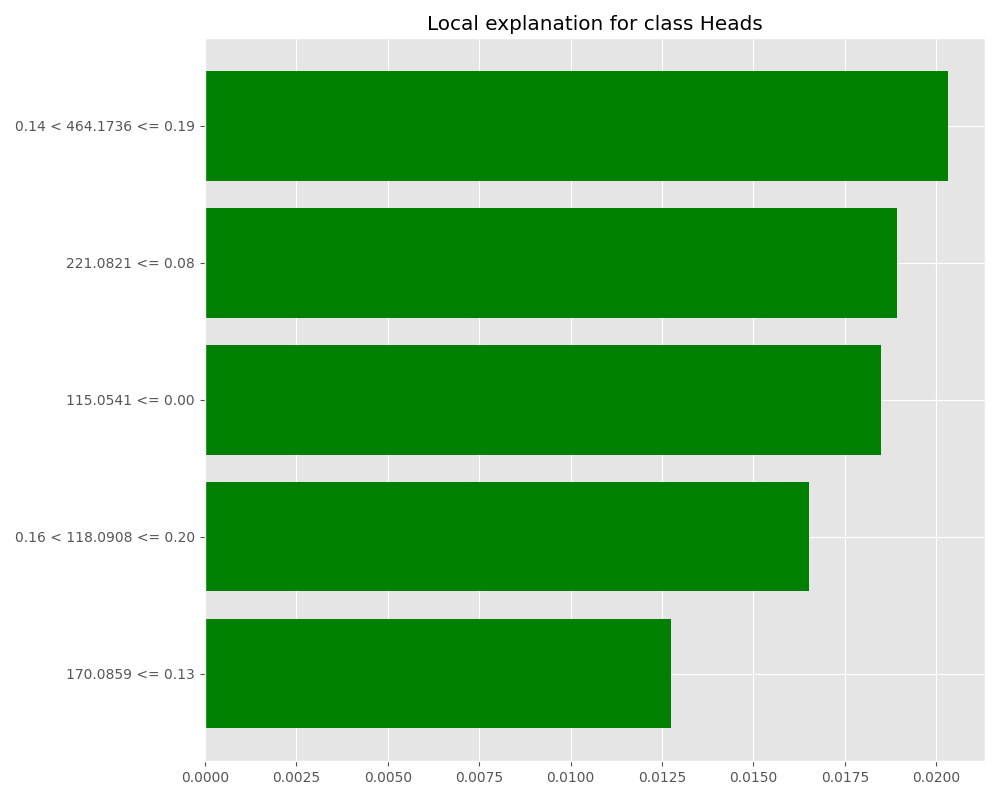 Local explanation for class Heads
0.14 < 464.1736 <= 0.19
221.0821 <= 0.08
115.0541 <= 0.00
0.16 < 118.0908 <= 0.20
170.0859 <= 0.13
0.0000 0.0025 0.0050 0.0075 0.0100 0.0125 0.0150 0.0175 0.0200